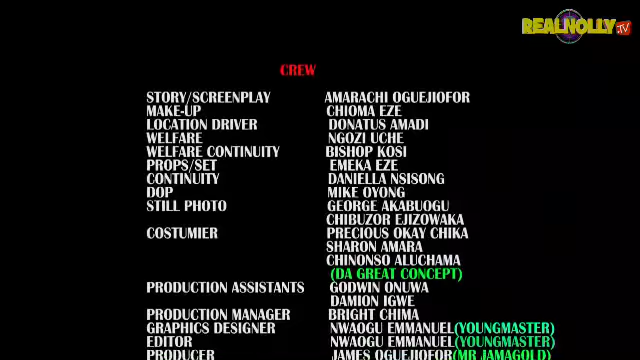 REALNOLLY.TV
CREW
STORY/SCREENPLAY AMARACHI OGUEJIOFOR
MAKE-UP CHIOMA EZE
LOCATION DRIVER DONATUS AMADI
WELFARE NGOZI UCHE
WELFARE CONTINUITY BISHOP KOSI
PROPS/SET EMEKA EZE
CONTINUITY DANIELLA NSISONG
DOP MIKE OYONG
STILL PHOTO GEORGE AKABUOGU
CHIBUZOR EJIZOWAKA
COSTUMIER PRECIOUS OKAY CHIKA
SHARON AMARA
CHINONSO ALUCHAMA
(DA GREAT CONCEPT)
PRODUCTION ASSISTANTS GODWIN ONUWA
DAMION IGWE
PRODUCTION MANAGER BRIGHT CHIMA
GRAPHICS DESIGNER NWAOGU EMMANUEL(YOUNGMASTER)
EDITOR NWAOGU EMMANUEL(YOUNGMASTER)
PRODUCER JAMES OGUEJIOFOR(MR JAMAGOLD)